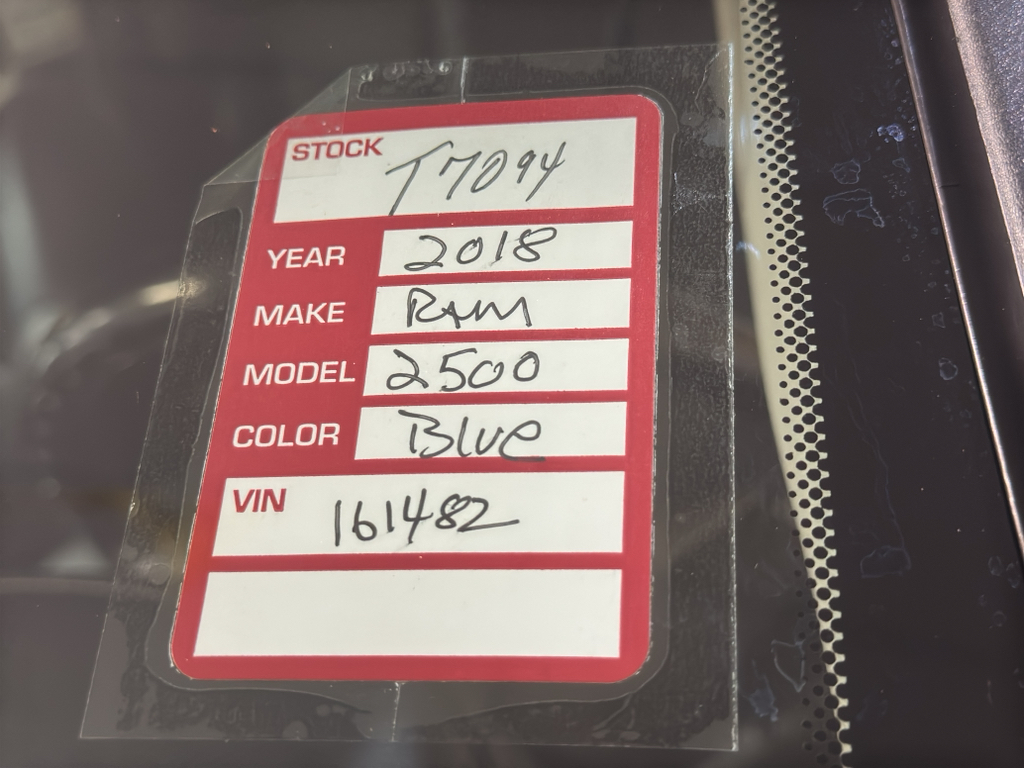 STOCK T7094
YEAR 2018
MAKE RAM
MODEL 2500
COLOR Blue
VIN 161482